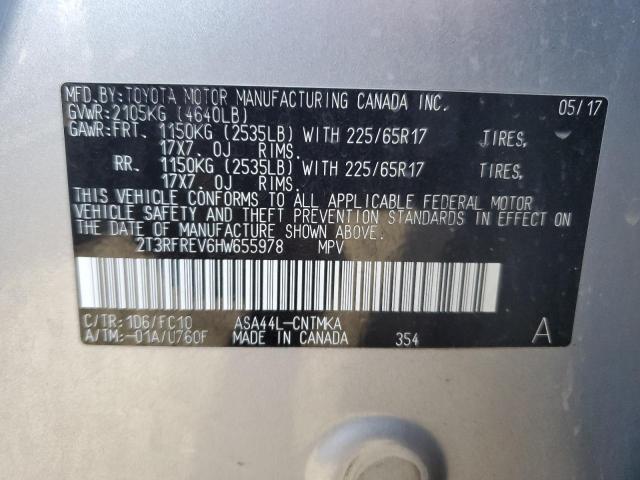 MFD.BY:TOYOTA MOTOR MANUFACTURING CANADA INC. 05/17
GVWR:2105KG (4640LB)
GAWR:FRT. 1150KG (2535LB) WITH 225/65R17 TIRES,
17X7.0J RIMS.
RR. 1150KG (2535LB) WITH 225/65R17 TIRES,
17X7.0J RIMS.
THIS VEHICLE CONFORMS TO ALL APPLICABLE FEDERAL MOTOR
VEHICLE SAFETY AND THEFT PREVENTION STANDARDS IN EFFECT ON
THE DATE OF MANUFACTURE SHOWN ABOVE.
2T3RFREV6HW655978 MPV
C/TR:1D6/FC10 ASA44L-CNTMKA A
A/TM:-01A/U760F MADE IN CANADA 354